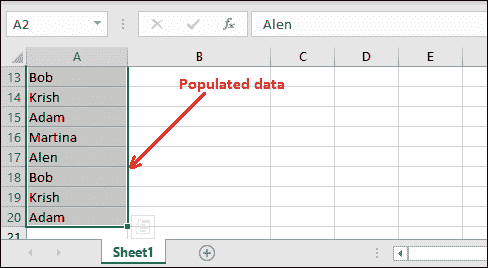 A2 fx Alen
A B C D E
13 Bob
Populated data
14 Krish
15 Adam
16 Martina
17 Alen
18 Bob
19 Krish
20 Adam
21
Sheet1